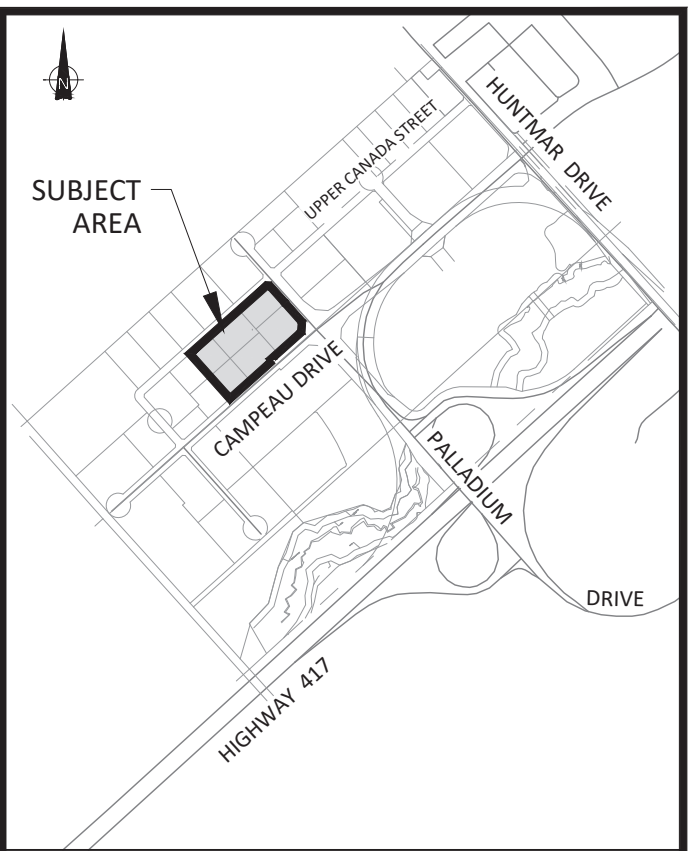 N
HUNTMAR DRIVE
UPPER CANADA STREET
SUBJECT
AREA
CAMPEAU DRIVE
PALLADIUM
DRIVE
HIGHWAY 417